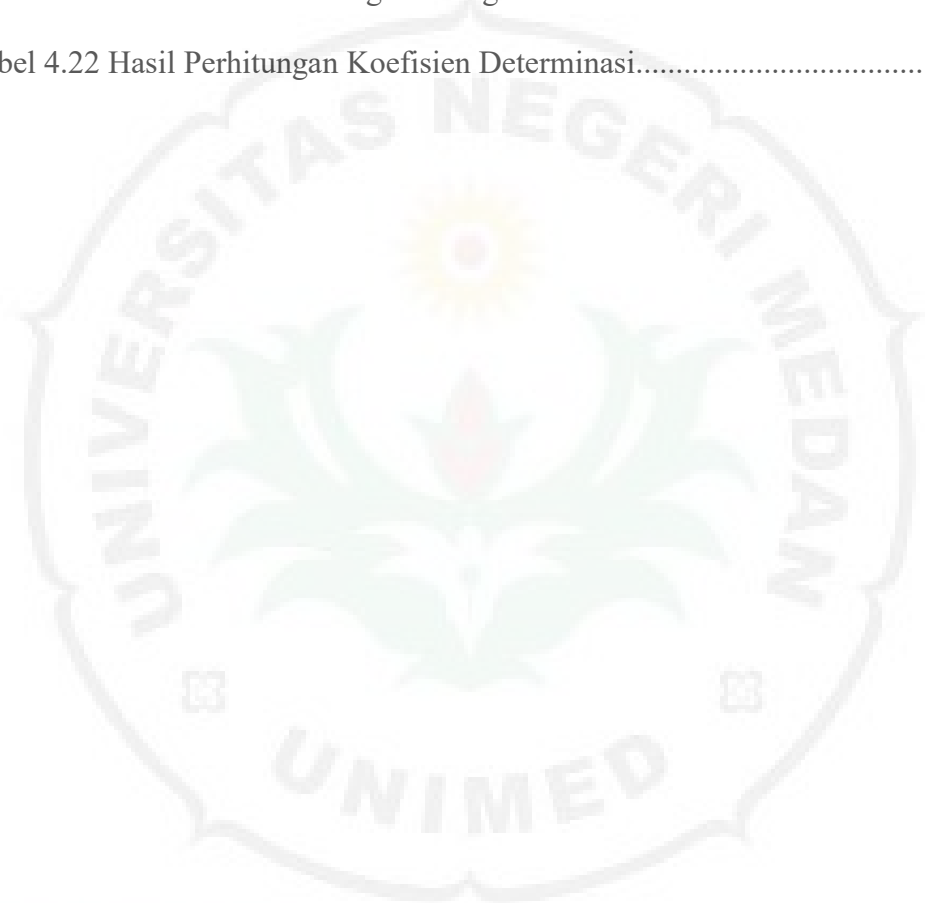 bel 4.22 Hasil Perhitungan Koefisien Determinasi....................................
UNIVERSITAS NEGERI MEDAN
UNIMED